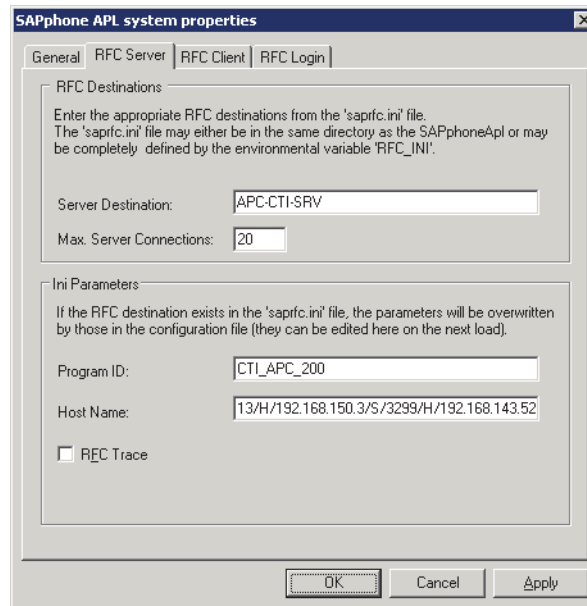 SAPphone APL system properties
General RFC Server RFC Client RFC Login
RFC Destinations
Enter the appropriate RFC destinations from the 'saprfc.ini' file.
The 'saprfc.ini' file may either be in the same directory as the SAPphoneApl or may
be completely defined by the environmental variable 'RFC_INI'.
Server Destination: APC-CTI-SRV
Max. Server Connections: 20
Ini Parameters
If the RFC destination exists in the 'saprfc.ini' file, the parameters will be overwritten
by those in the configuration file (they can be edited here on the next load).
Program ID: CTI_APC_200
Host Name: 13/H/192.168.150.3/S/3299/H/192.168.143.52
RFC Trace
OK Cancel Apply